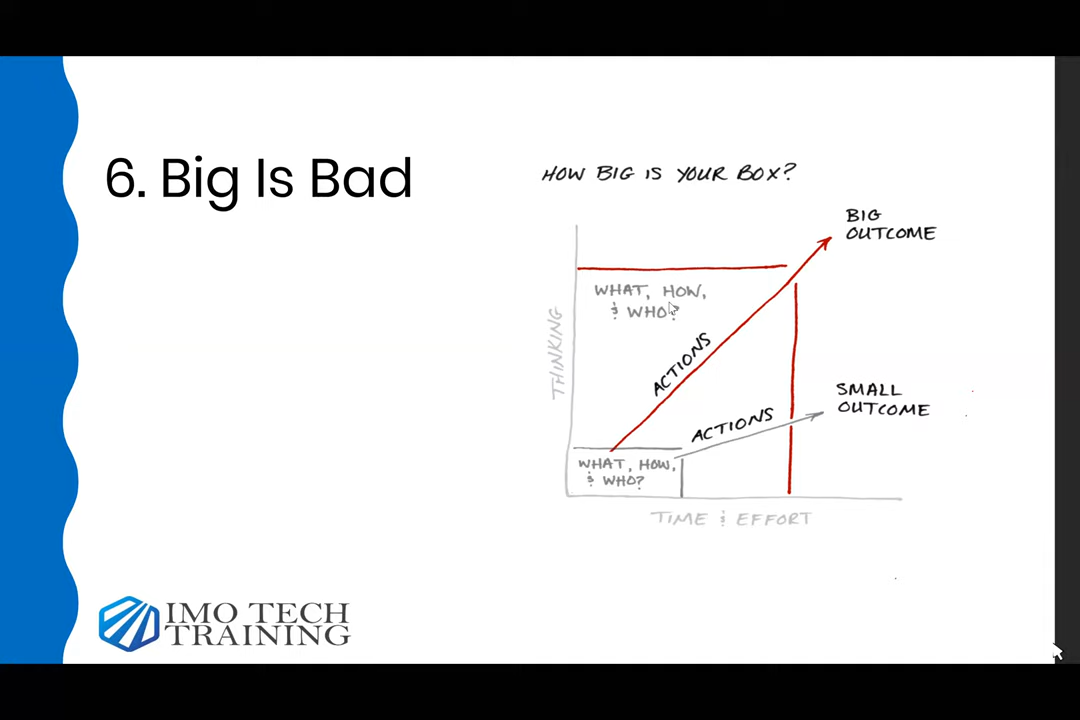 6. Big Is Bad
HOW BIG IS YOUR BOX?
BIG
OUTCOME
WHAT, HOW,
& WHO?
THINKING
ACTIONS
SMALL
OUTCOME
ACTIONS
WHAT, HOW,
& WHO?
TIME & EFFORT
IMO TECH
TRAINING